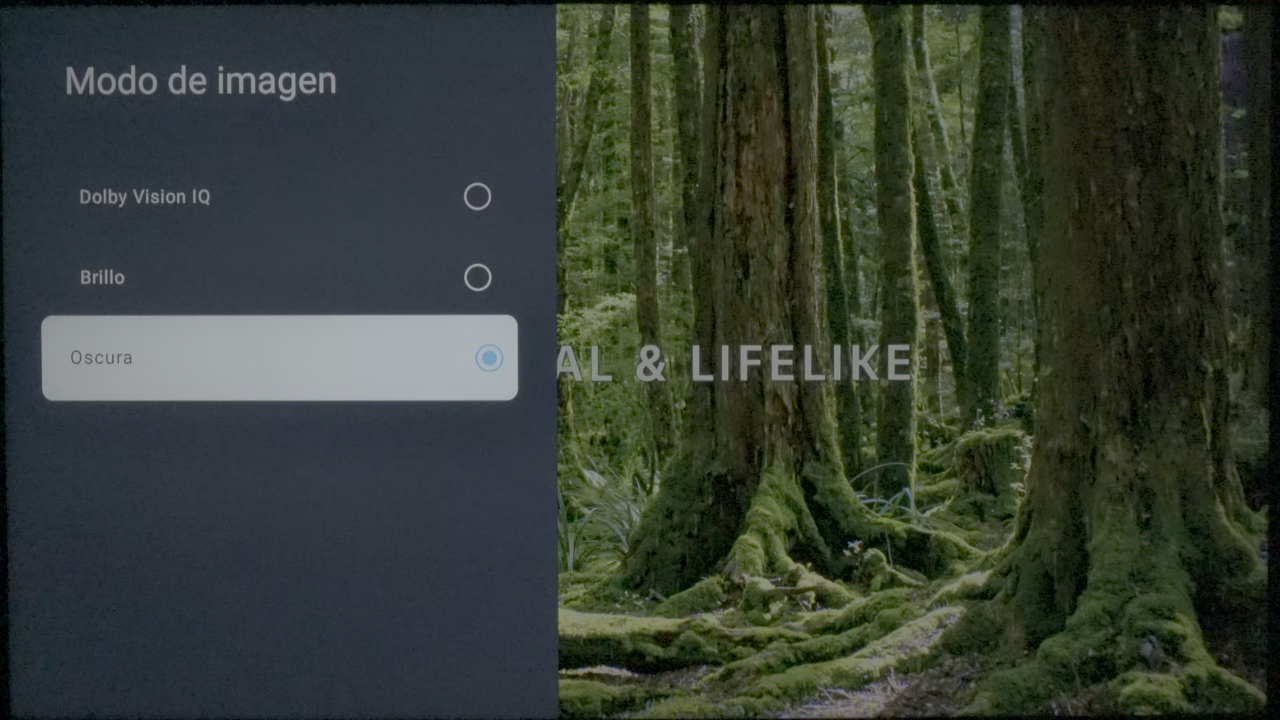 Modo de imagen
Dolby Vision IQ
Brillo
Oscura
AL & LIFELIKE